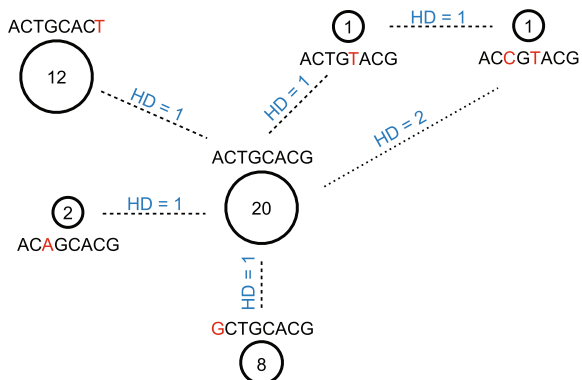 ACTGCACT
12
HD = 1
1
HD = 1
1
ACTGTACG
ACCGTACG
HD = 1
HD = 2
ACTGCACG
20
2
HD = 1
ACAGCACG
HD = 1
GCTGCACG
8